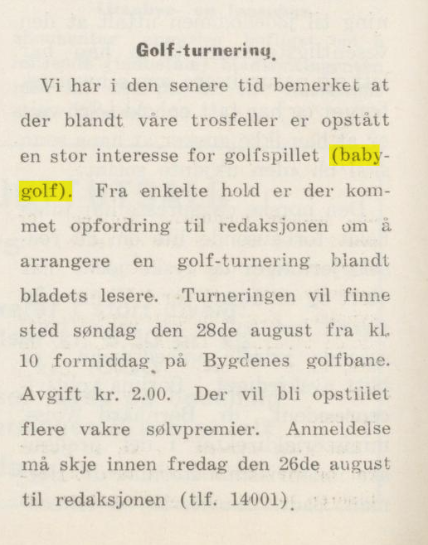 Golf-turnering.
Vi har i den senere tid bemerket at
der blandt våre trosfeller er opstått
en stor interesse for golfspillet (baby-
golf). Fra enkelte hold er der kom-
met opfordring til redaksjonen om å
arrangere en golf-turnering blandt
bladets lesere. Turneringen vil finne
sted søndag den 28de august fra kl.
10 formiddag på Bygdenes golfbane.
Avgift kr. 2.00. Der vil bli opstillet
flere vakre sølvpremier. Anmeldelse
må skje innen fredag den 26de august
til redaksjonen (tlf. 14001).